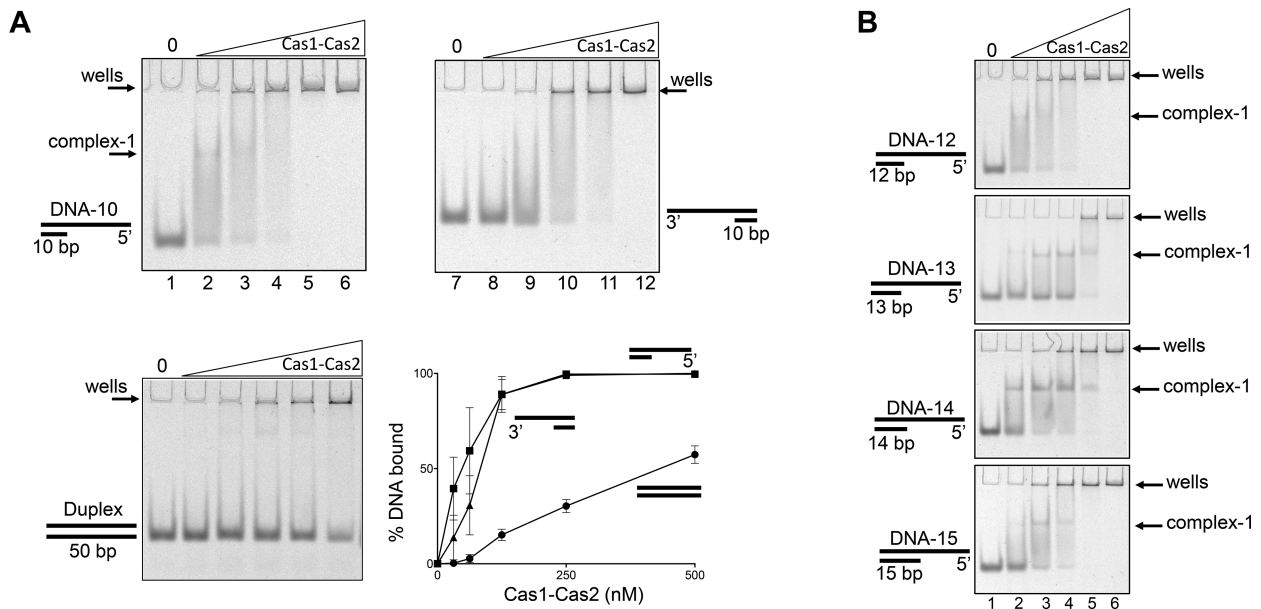 A
0
Cas1-Cas2
wells
complex-1
DNA-10
10 bp
5’
1 2 3 4 5 6
0
Cas1-Cas2
wells
3’
10 bp
7 8 9 10 11 12
0
Cas1-Cas2
wells
Duplex
50 bp
100
50
0
0 250 500
% DNA bound
Cas1-Cas2 (nM)
5’
3’
B
0
Cas1-Cas2
wells
complex-1
DNA-12
12 bp
5’
wells
complex-1
DNA-13
13 bp
5’
wells
complex-1
DNA-14
14 bp
5’
wells
complex-1
DNA-15
15 bp
5’
1 2 3 4 5 6